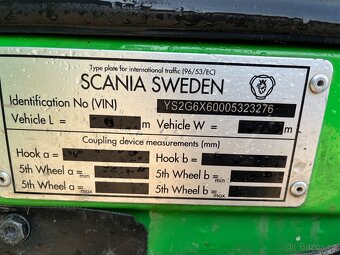 Type plate for international traffic (96/53/EC)
SCANIA SWEDEN
Identification No (VIN) YS2G6X60005323276
Vehicle L = m Vehicle W = m
Coupling device measurements (mm)
Hook a = Hook b =
5th Wheel a = min 5th Wheel b = min
5th Wheel a = max 5th Wheel b = max